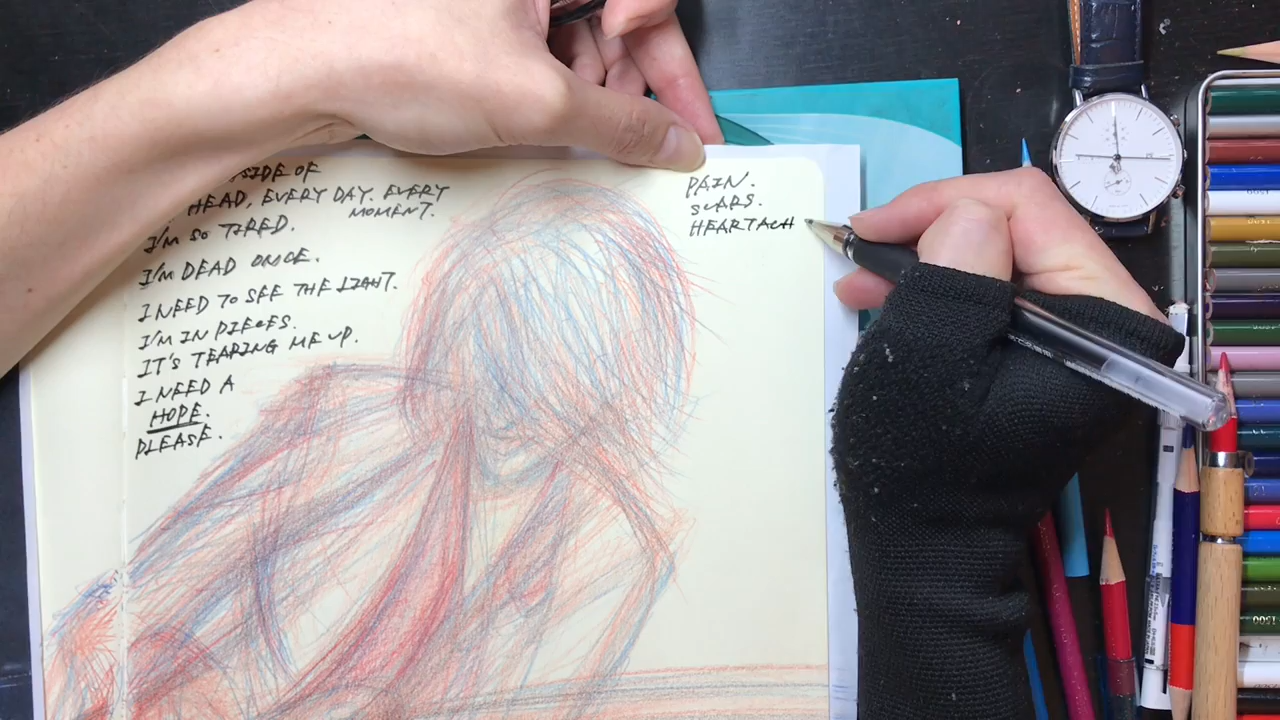 SIDE OF
HEAD, EVERY DAY. EVERY
MOMENT.
I'M SO TIRED.
I'M DEAD ONCE.
I NEED TO SEE THE LIGHT.
I'M IN PIECES.
IT'S TEARING ME UP.
I NEED A
HOPE.
PLEASE.
PAIN.
SCARS.
HEARTACH
1500